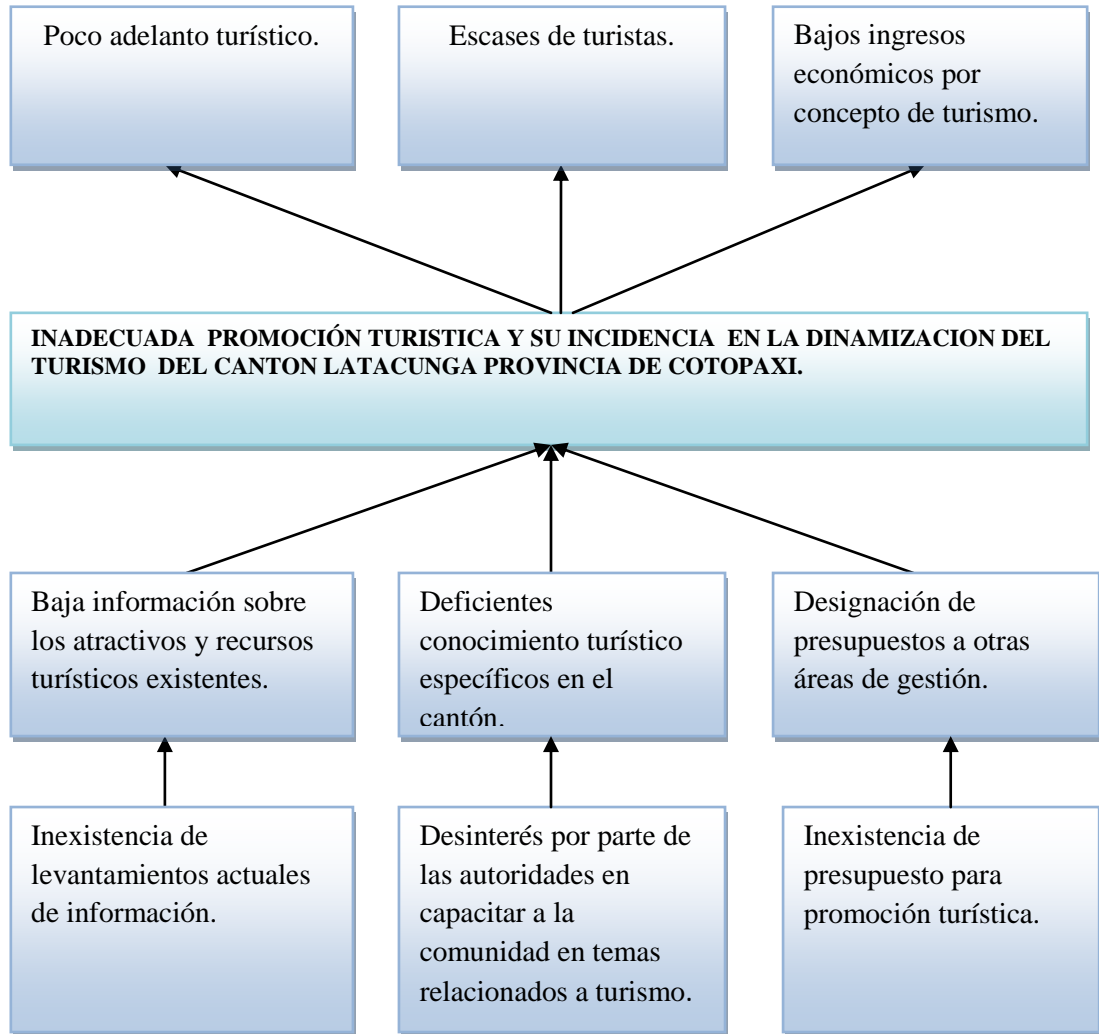 Poco adelanto turístico.
Escases de turistas.
Bajos ingresos
económicos por
concepto de turismo.
INADECUADA PROMOCIÓN TURISTICA Y SU INCIDENCIA EN LA DINAMIZACION DEL
TURISMO DEL CANTON LATACUNGA PROVINCIA DE COTOPAXI.
Baja información sobre
los atractivos y recursos
turísticos existentes.
Deficientes
conocimiento turístico
específicos en el
cantón.
Designación de
presupuestos a otras
áreas de gestión.
Inexistencia de
levantamientos actuales
de información.
Desinterés por parte de
las autoridades en
capacitar a la
comunidad en temas
relacionados a turismo.
Inexistencia de
presupuesto para
promoción turística.